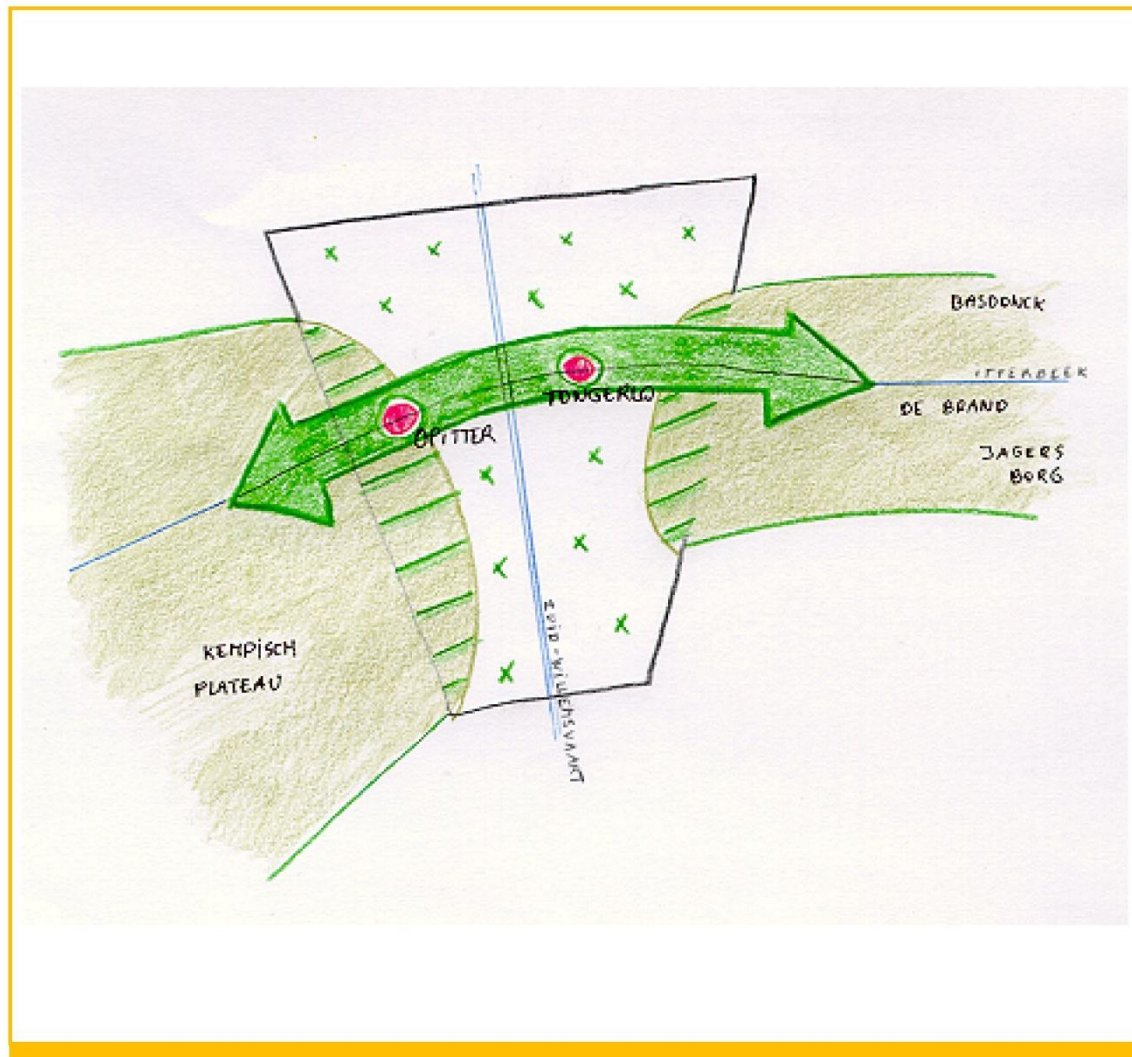 BASDONCK
ITTERBEEK
TONGERLO
DE BRAND
OPITTER
JAGERS
BORG
ZUID-WILLEMSVAART
KEMPISCH
PLATEAU